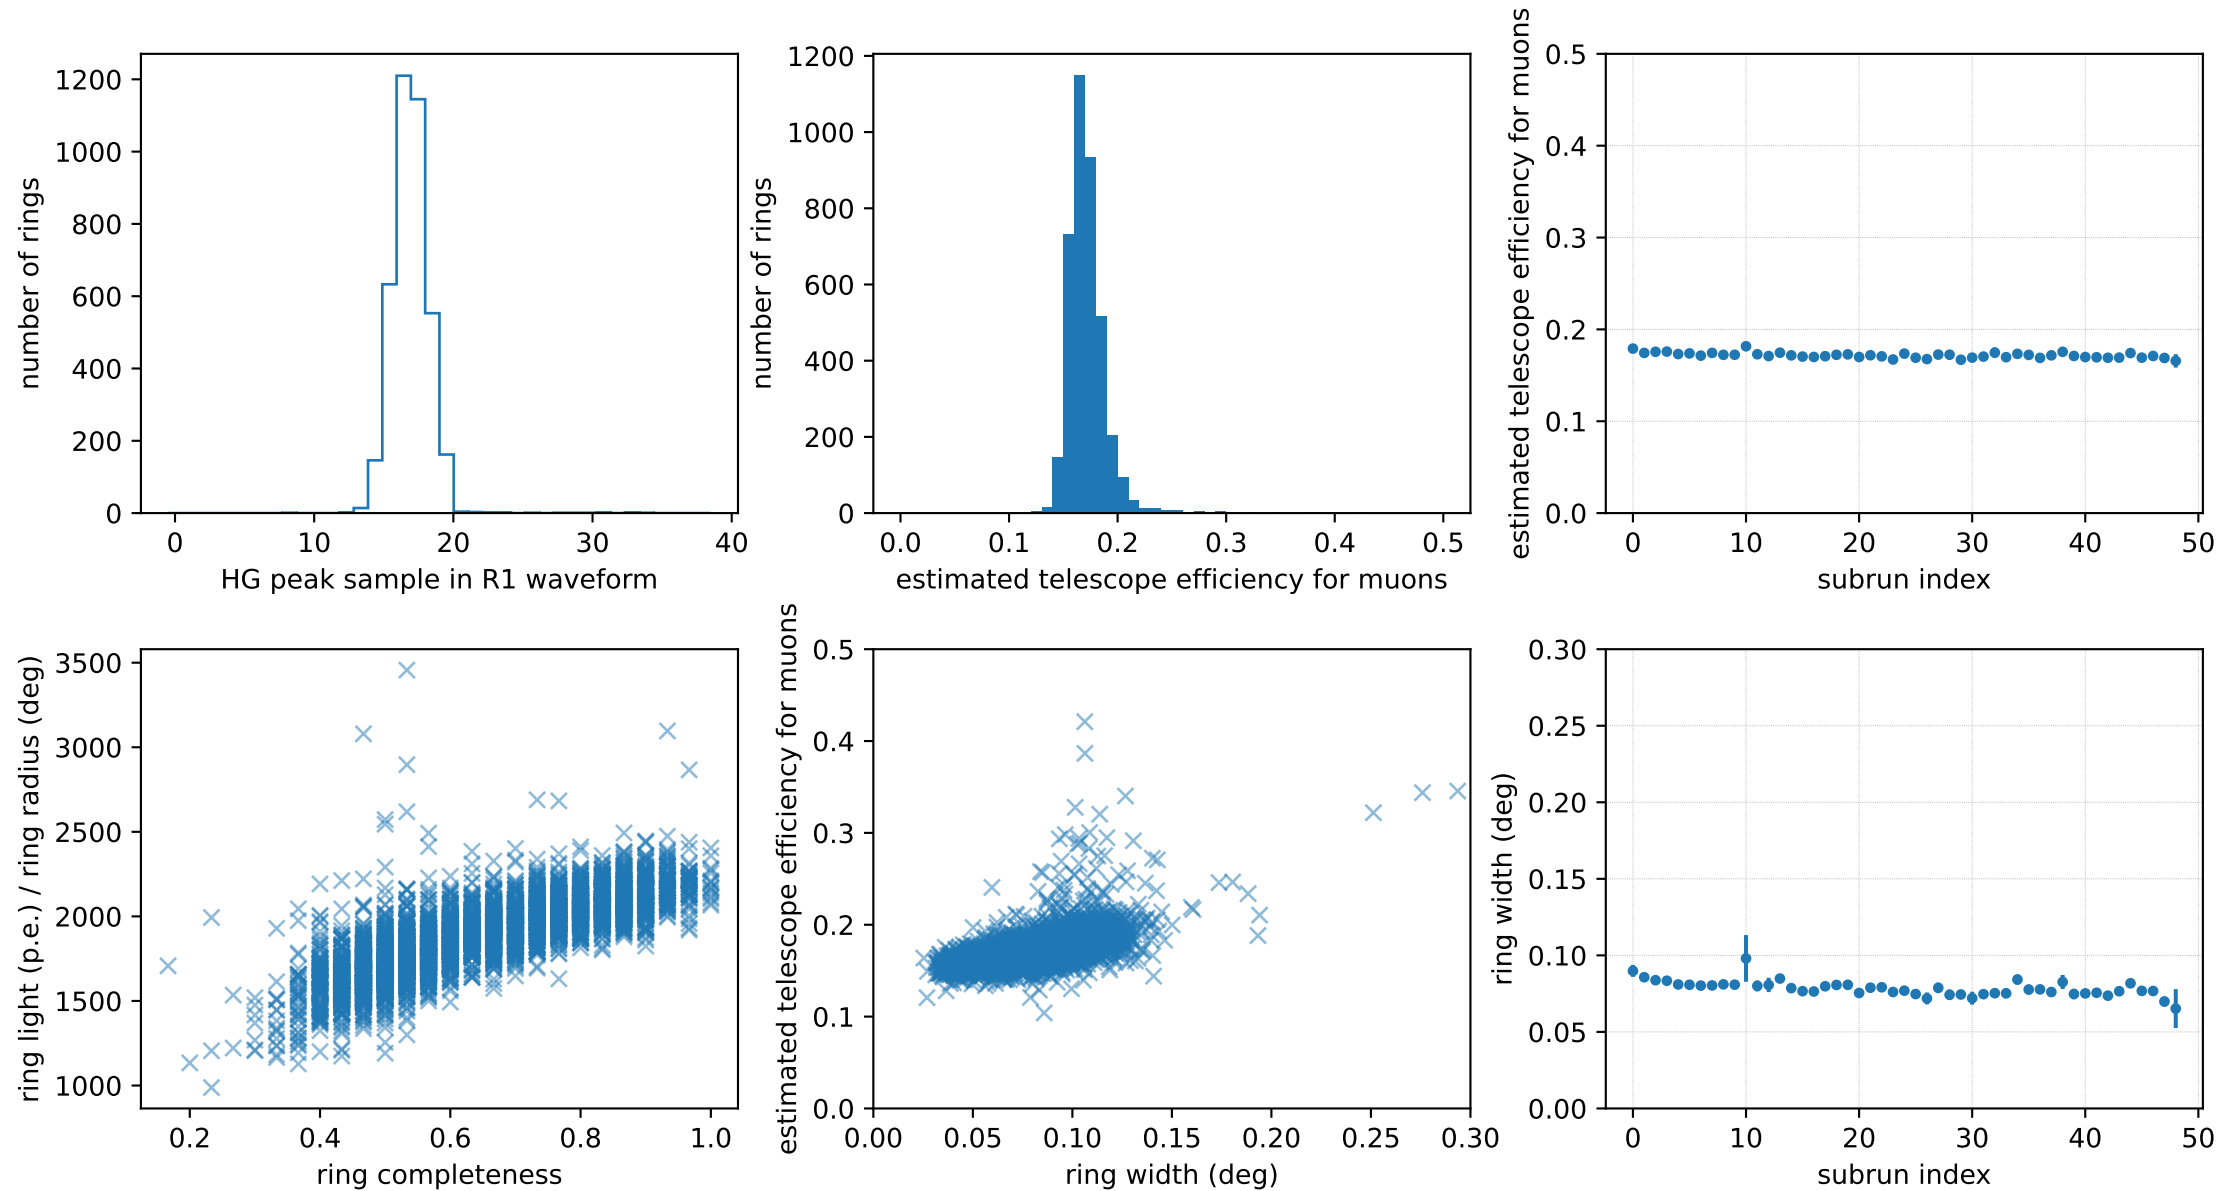 number of rings
1200
1000
800
600
400
200
0
0 10 20 30 40
HG peak sample in R1 waveform
number of rings
1200
1000
800
600
400
200
0
0.0 0.1 0.2 0.3 0.4 0.5
estimated telescope efficiency for muons
estimated telescope efficiency for muons
0.5
0.4
0.3
0.2
0.1
0.0
0 10 20 30 40 50
subrun index
ring light (p.e.) / ring radius (deg)
3500
3000
2500
2000
1500
1000
0.2 0.4 0.6 0.8 1.0
ring completeness
estimated telescope efficiency for muons
0.5
0.4
0.3
0.2
0.1
0.0
0.00 0.05 0.10 0.15 0.20 0.25 0.30
ring width (deg)
ring width (deg)
0.30
0.25
0.20
0.15
0.10
0.05
0.00
0 10 20 30 40 50
subrun index